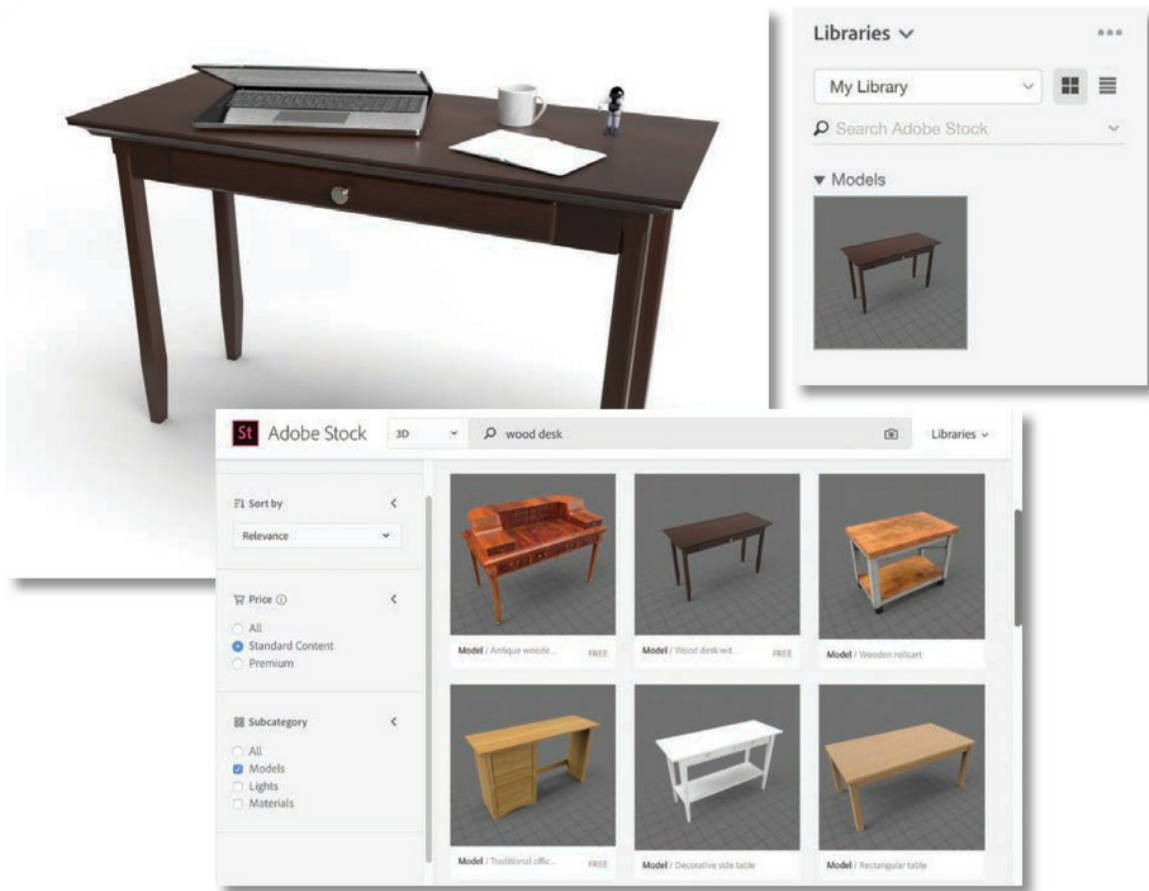 Libraries
My Library
Search Adobe Stock
Models
St Adobe Stock 3D wood desk Libraries
Sort by
Relevance
Price
All
Standard Content
Premium
Subcategory
All
Models
Lights
Materials
Model / Antique woode... FREE
Model / Wood desk wit... FREE
Model / Wooden rollcart
Model / Traditional offic... FREE
Model / Decorative side table
Model / Rectangular table